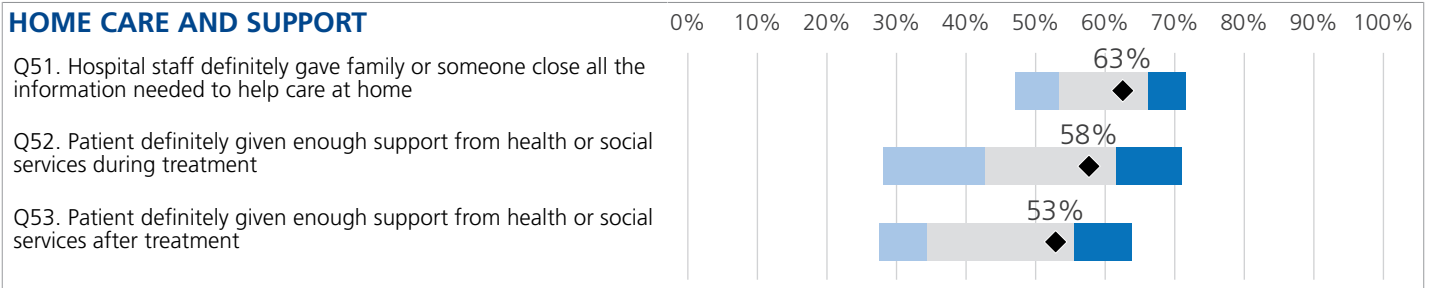 HOME CARE AND SUPPORT
0% 10% 20% 30% 40% 50% 60% 70% 80% 90% 100%
Q51. Hospital staff definitely gave family or someone close all the
information needed to help care at home
63%
Q52. Patient definitely given enough support from health or social
services during treatment
58%
Q53. Patient definitely given enough support from health or social
services after treatment
53%